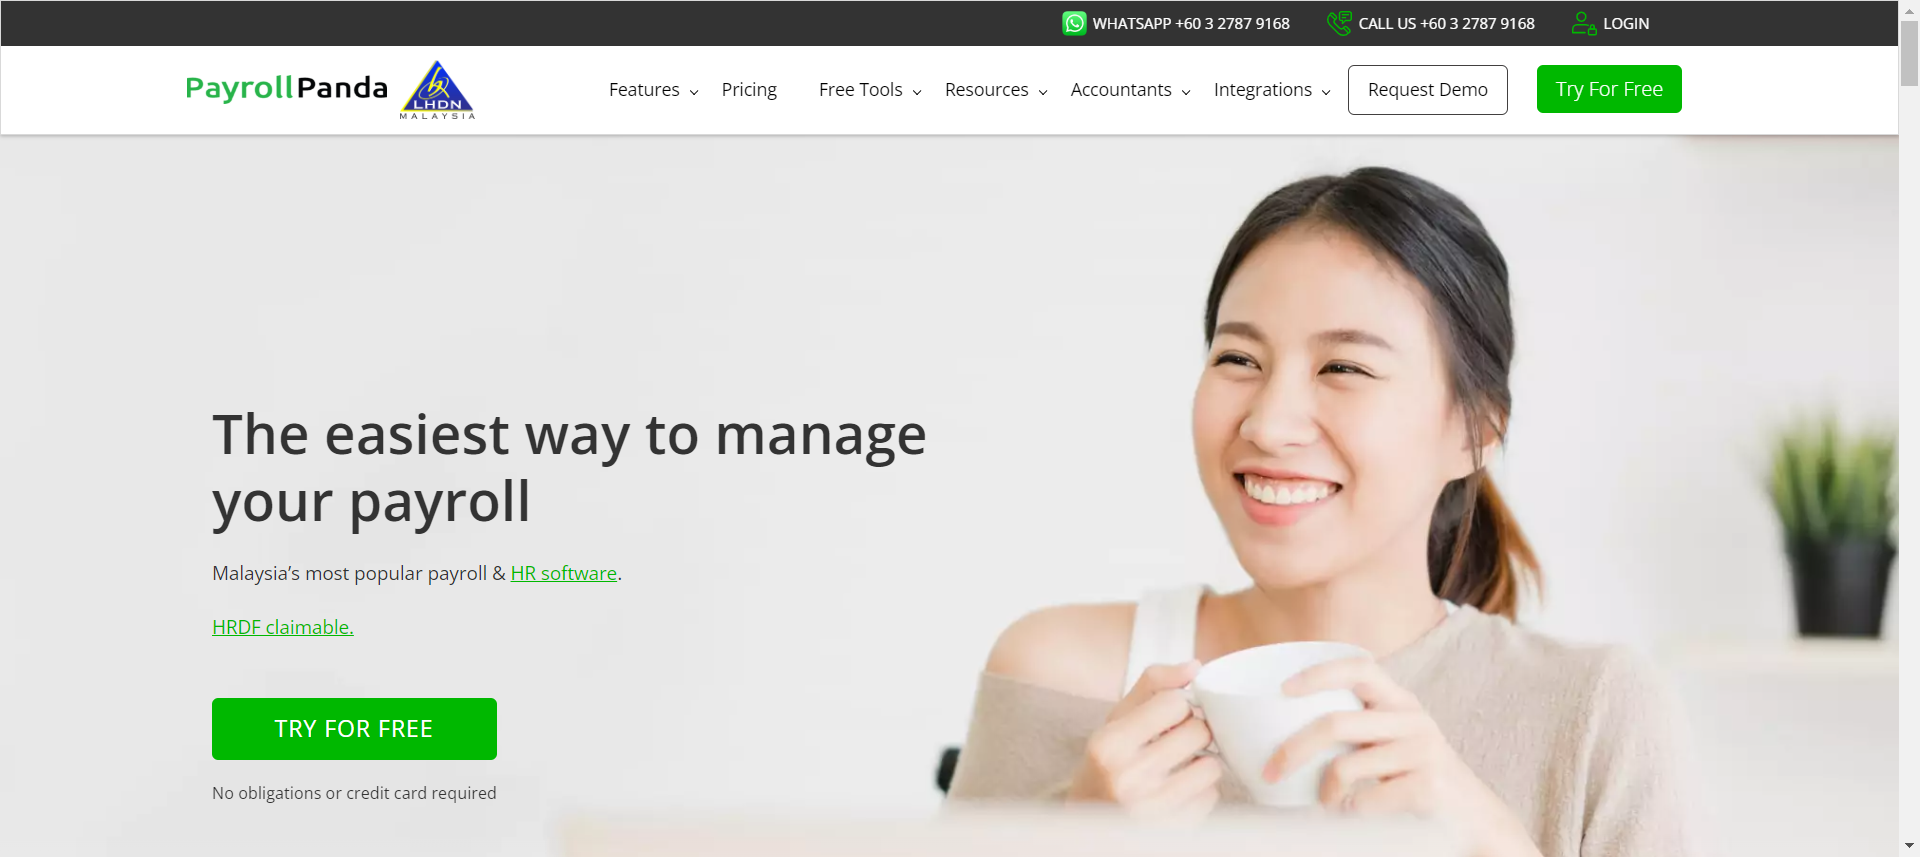 WHATSAPP +60 3 2787 9168
CALL US +60 3 2787 9168
LOGIN
PayrollPanda
LHDN
MALAYSIA
Features
Pricing
Free Tools
Resources
Accountants
Integrations
Request Demo
Try For Free
The easiest way to manage
your payroll
Malaysia’s most popular payroll & HR software.
HRDF claimable.
TRY FOR FREE
No obligations or credit card required